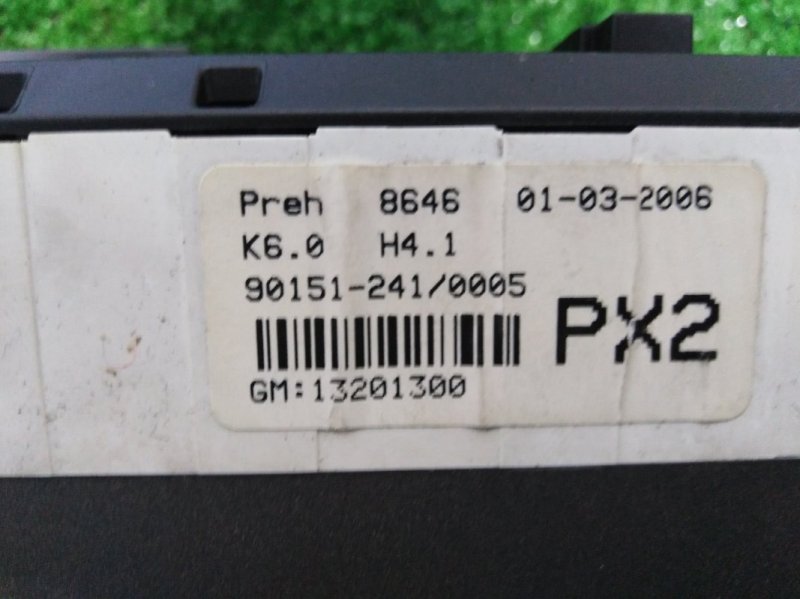 Preh 8646 01-03-2006
K6.0 H4.1
90151-241/0005
PX2
GM:13201300